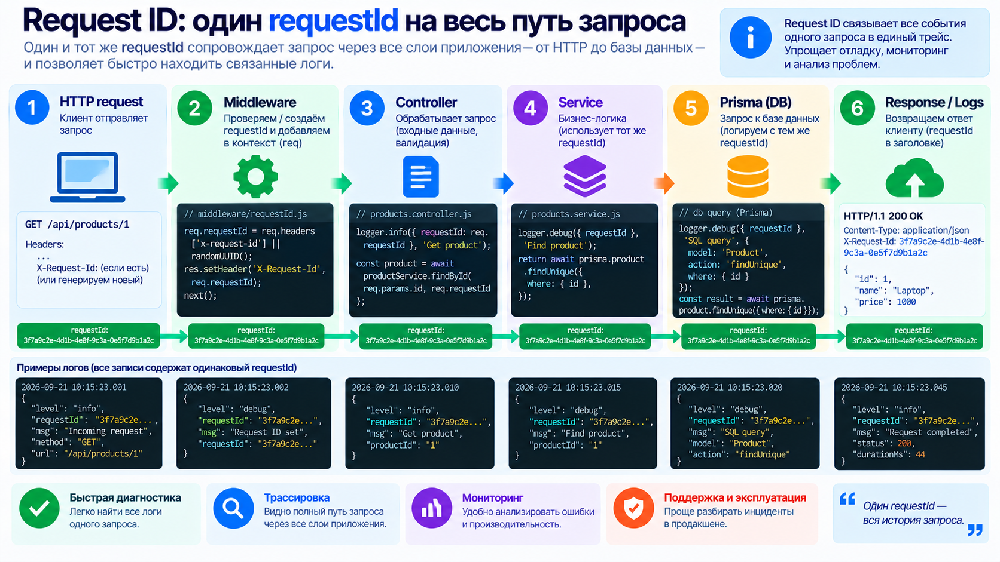 Request ID: один requestId на весь путь запроса
Один и тот же requestId сопровождает запрос через все слои приложения — от HTTP до базы данных —
и позволяет быстро находить связанные логи.
Request ID связывает все события
одного запроса в единый трейс.
Упрощает отладку, мониторинг
и анализ проблем.
1
HTTP request
Клиент отправляет
запрос
GET /api/products/1
Headers:
...
X-Request-Id: (если есть)
(или генерируем новый)
requestId:
3f7a9c2e-4d1b-4e8f-9c3a-0e5f7d9b1a2c
2
Middleware
Проверяем / создаём
requestId и добавляем
в контекст (req)
// middleware/requestId.js
req.requestId = req.headers
['x-request-id'] ||
randomUUID();
res.setHeader('X-Request-Id',
req.requestId);
next();
requestId:
3f7a9c2e-4d1b-4e8f-9c3a-0e5f7d9b1a2c
3
Controller
Обрабатывает запрос
(входные данные,
валидация)
// products.controller.js
logger.info({ requestId: req.
requestId }, 'Get product');
const product = await
productService.findById(
req.params.id, req.requestId
);
requestId:
3f7a9c2e-4d1b-4e8f-9c3a-0e5f7d9b1a2c
4
Service
Бизнес-логика
(использует тот же
requestId)
// products.service.js
logger.debug({ requestId },
'Find product');
return await prisma.product
.findUnique({
where: { id },
});
requestId:
3f7a9c2e-4d1b-4e8f-9c3a-0e5f7d9b1a2c
5
Prisma (DB)
Запрос к базе данных
(логируем с тем же
requestId)
// db query (Prisma)
logger.debug({ requestId },
'SQL query', {
model: 'Product',
action: 'findUnique',
where: { id }
});
const result = await prisma.
product.findUnique({ where: { id }});
requestId:
3f7a9c2e-4d1b-4e8f-9c3a-0e5f7d9b1a2c
6
Response / Logs
Возвращаем ответ
клиенту (requestId
в заголовке)
HTTP/1.1 200 OK
Content-Type: application/json
X-Request-Id: 3f7a9c2e-4d1b-4e8f-
9c3a-0e5f7d9b1a2c
{
"id": 1,
"name": "Laptop",
"price": 1000
}
requestId:
3f7a9c2e-4d1b-4e8f-9c3a-0e5f7d9b1a2c
Примеры логов (все записи содержат одинаковый requestId)
2026-09-21 10:15:23.001
{
"level": "info",
"requestId": "3f7a9c2e...,
"msg": "Incoming request",
"method": "GET",
"url": "/api/products/1"
}
2026-09-21 10:15:23.002
{
"level": "debug",
"requestId": "3f7a9c2e...",
"msg": "Request ID set",
"requestId": "3f7a9c2e..."
}
2026-09-21 10:15:23.010
{
"level": "info",
"requestId": "3f7a9c2e...",
"msg": "Get product",
"productId": "1"
}
2026-09-21 10:15:23.015
{
"level": "debug",
"requestId": "3f7a9c2e...",
"msg": "Find product",
"productId": "1"
}
2026-09-21 10:15:23.020
{
"level": "debug",
"requestId": "3f7a9c2e...",
"msg": "SQL query",
"model": "Product",
"action": "findUnique"
}
2026-09-21 10:15:23.045
{
"level": "info",
"requestId": "3f7a9c2e...",
"msg": "Request completed",
"status": 200,
"durationMs": 44
}
Быстрая диагностика
Легко найти все логи
одного запроса.
Трассировка
Видно полный путь запроса
через все слои приложения.
Мониторинг
Удобно анализировать ошибки
и производительность.
Поддержка и эксплуатация
Проще разбирать инциденты
в продакшене.
“ Один requestId —
вся история запроса. ”